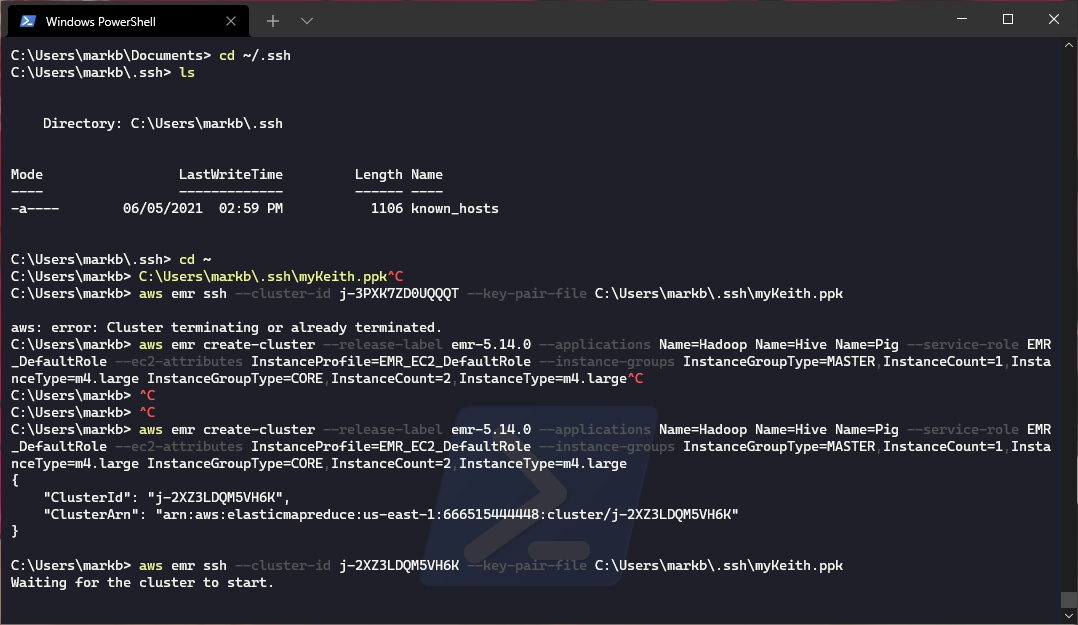 Windows PowerShell
C:\Users\markb\Documents> cd ~/.ssh
C:\Users\markb\.ssh> ls
Directory: C:\Users\markb\.ssh
Mode LastWriteTime Length Name
---- ------------- ------ ----
-a---- 06/05/2021 02:59 PM 1106 known_hosts
C:\Users\markb\.ssh> cd ~
C:\Users\markb> C:\Users\markb\.ssh\myKeith.ppk^C
C:\Users\markb> aws emr ssh --cluster-id j-3PXK7ZD0UQQQT --key-pair-file C:\Users\markb\.ssh\myKeith.ppk
aws: error: Cluster terminating or already terminated.
C:\Users\markb> aws emr create-cluster --release-label emr-5.14.0 --applications Name=Hadoop Name=Hive Name=Pig --service-role EMR
_DefaultRole --ec2-attributes InstanceProfile=EMR_EC2_DefaultRole --instance-groups InstanceGroupType=MASTER,InstanceCount=1,Insta
nceType=m4.large InstanceGroupType=CORE,InstanceCount=2,InstanceType=m4.large^C
C:\Users\markb> ^C
C:\Users\markb> ^C
C:\Users\markb> aws emr create-cluster --release-label emr-5.14.0 --applications Name=Hadoop Name=Hive Name=Pig --service-role EMR
_DefaultRole --ec2-attributes InstanceProfile=EMR_EC2_DefaultRole --instance-groups InstanceGroupType=MASTER,InstanceCount=1,Insta
nceType=m4.large InstanceGroupType=CORE,InstanceCount=2,InstanceType=m4.large
{
"ClusterId": "j-2XZ3LDQM5VH6K",
"ClusterArn": "arn:aws:elasticmapreduce:us-east-1:666515444448:cluster/j-2XZ3LDQM5VH6K"
}
C:\Users\markb> aws emr ssh --cluster-id j-2XZ3LDQM5VH6K --key-pair-file C:\Users\markb\.ssh\myKeith.ppk
Waiting for the cluster to start.